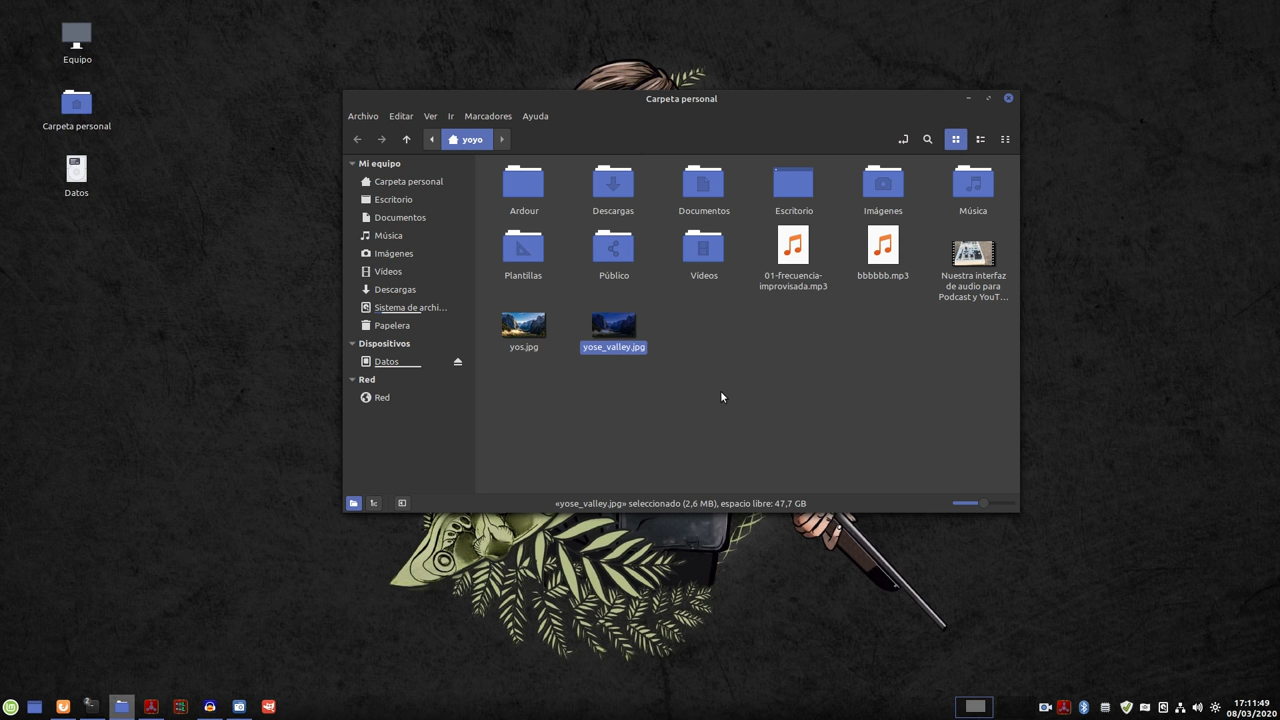 Equipo
Carpeta personal
Datos
Carpeta personal
Archivo Editar Ver Ir Marcadores Ayuda
yoyo
Mi equipo
Carpeta personal
Escritorio
Documentos
Música
Imágenes
Vídeos
Descargas
Sistema de archi...
Papelera
Dispositivos
Datos
Red
Red
Ardour Descargas Documentos Escritorio Imágenes Música
Plantillas Público Vídeos 01-frecuencia-
improvisada.mp3
bbbbbb.mp3
Nuestra interfaz
de audio para
Podcast y YouT...
yos.jpg yose_valley.jpg
«yose_valley.jpg» seleccionado (2,6 MB), espacio libre: 47,7 GB
17:11:49
08/03/2020